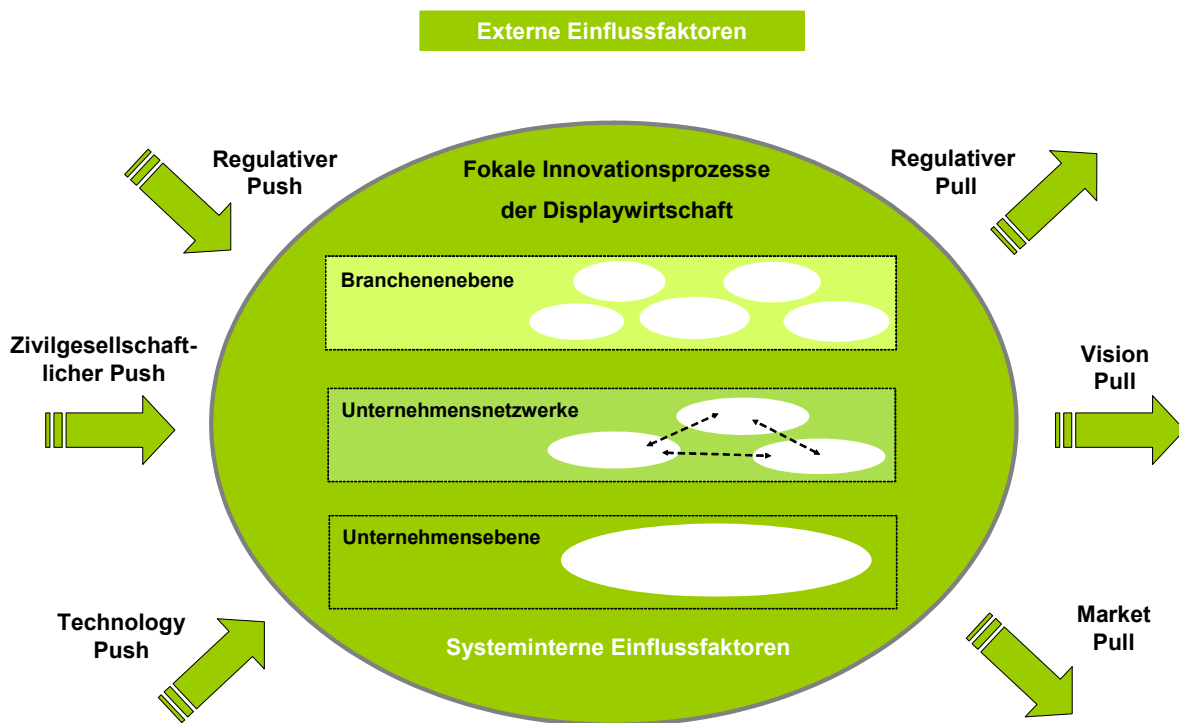 Externe Einflussfaktoren
Regulativer
Push
Fokale Innovationsprozesse
der Displaywirtschaft
Regulativer
Pull
Branchenebene
Zivilgesellschaft-
licher Push
Unternehmensnetzwerke
Vision
Pull
Unternehmensebene
Technology
Push
Systeminterne Einflussfaktoren
Market
Pull